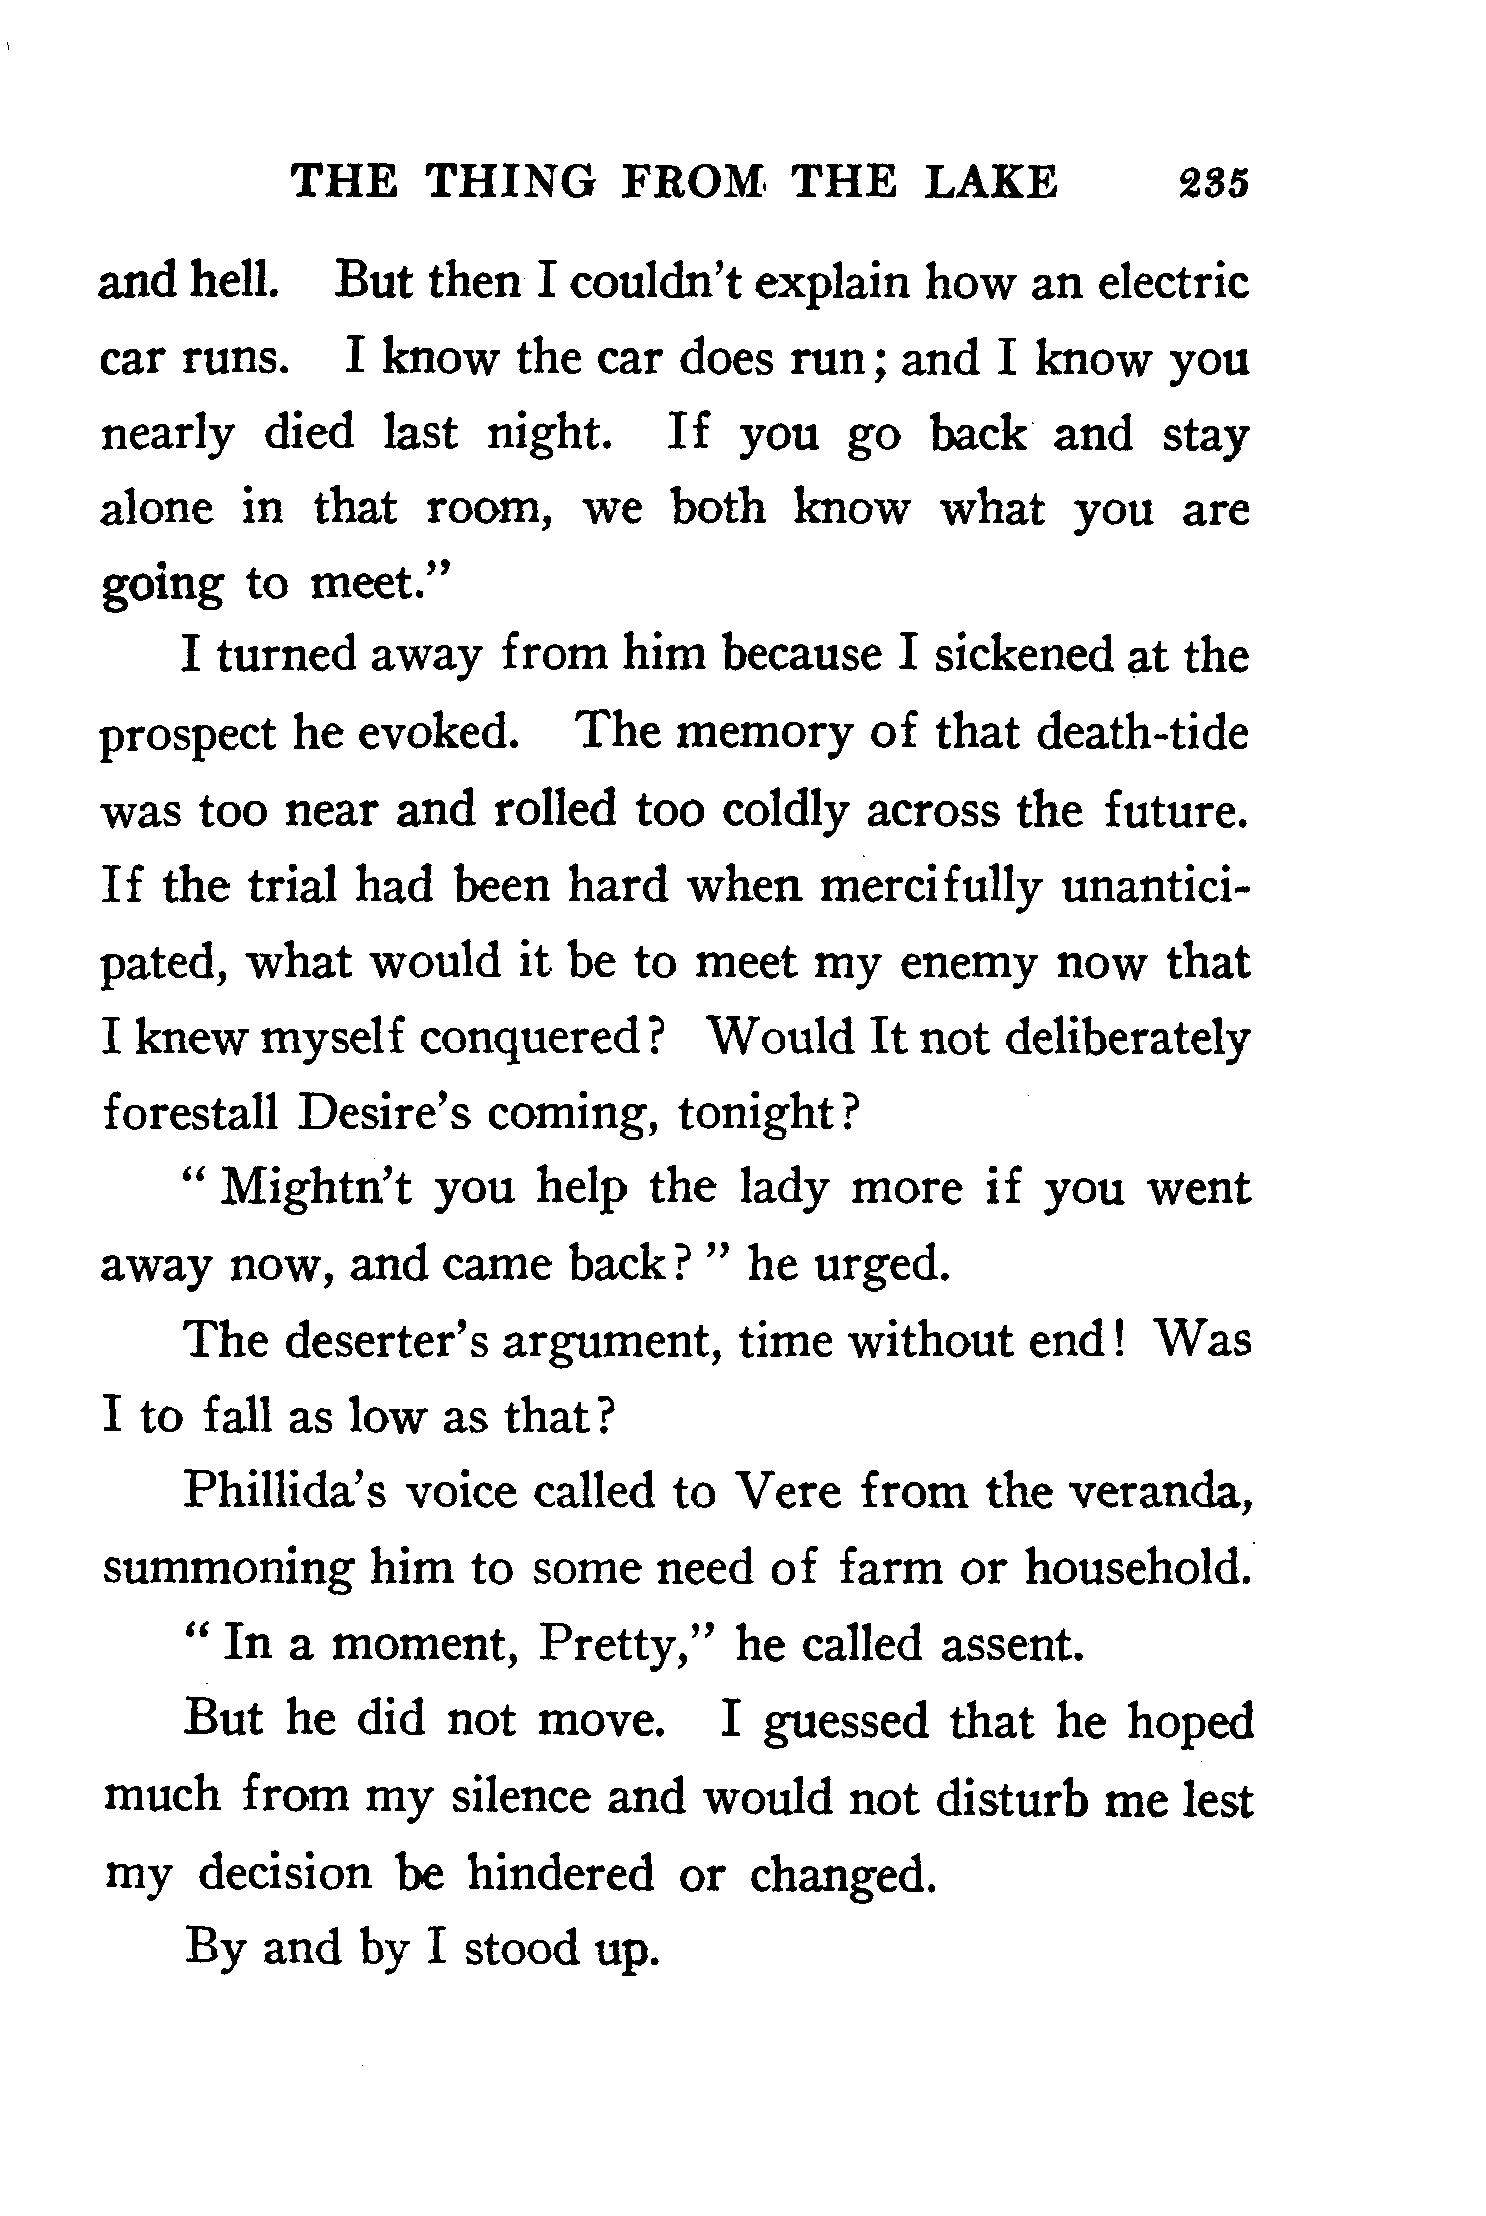 THE THING FROM THE LAKE 235
and hell. But then I couldn't explain how an electric
car runs. I know the car does run; and I know you
nearly died last night. If you go back and stay
alone in that room, we both know what you are
going to meet."
I turned away from him because I sickened at the
prospect he evoked. The memory of that death-tide
was too near and rolled too coldly across the future.
If the trial had been hard when mercifully unantici-
pated, what would it be to meet my enemy now that
I knew myself conquered? Would It not deliberately
forestall Desire's coming, tonight?
" Mightn't you help the lady more if you went
away now, and came back? " he urged.
The deserter's argument, time without end! Was
I to fall as low as that?
Phillida's voice called to Vere from the veranda,
summoning him to some need of farm or household.
" In a moment, Pretty," he called assent.
But he did not move. I guessed that he hoped
much from my silence and would not disturb me lest
my decision be hindered or changed.
By and by I stood up.